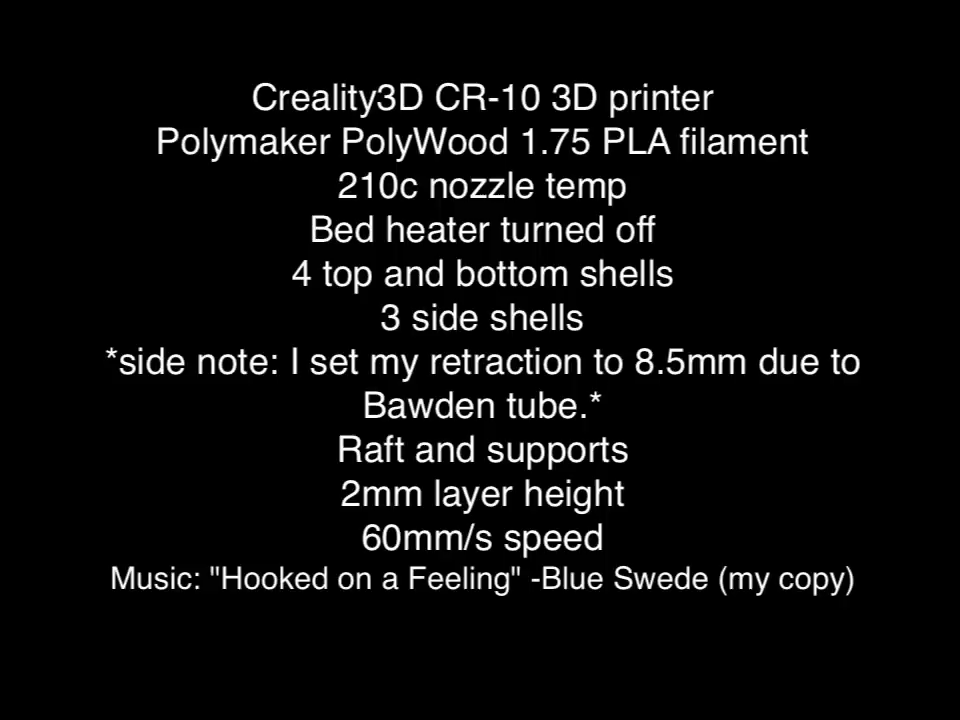 Creality3D CR-10 3D printer
Polymaker PolyWood 1.75 PLA filament
210c nozzle temp
Bed heater turned off
4 top and bottom shells
3 side shells
*side note: I set my retraction to 8.5mm due to
Bawden tube.*
Raft and supports
2mm layer height
60mm/s speed
Music: "Hooked on a Feeling" -Blue Swede (my copy)